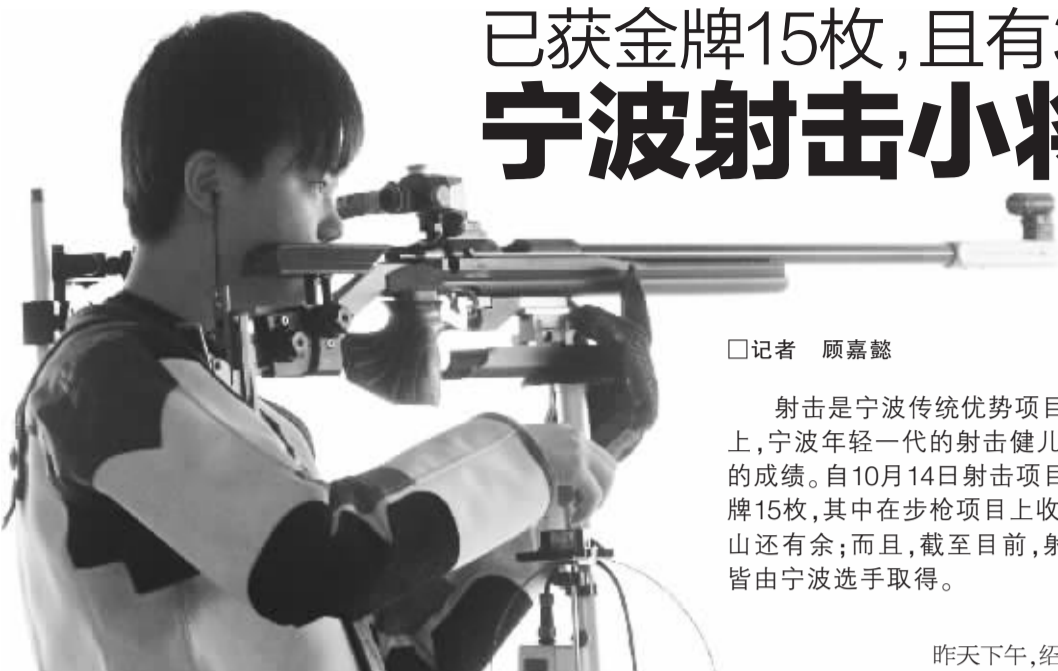 已获金牌15枚,且有
宁波射击小将
□记者 顾嘉懿
射击是宁波传统优势项目
上,宁波年轻一代的射击健儿
的成绩。自10月14日射击项目
牌15枚,其中在步枪项目上收
山还有余;而且,截至目前,射
皆由宁波选手取得。
昨天下午,绍